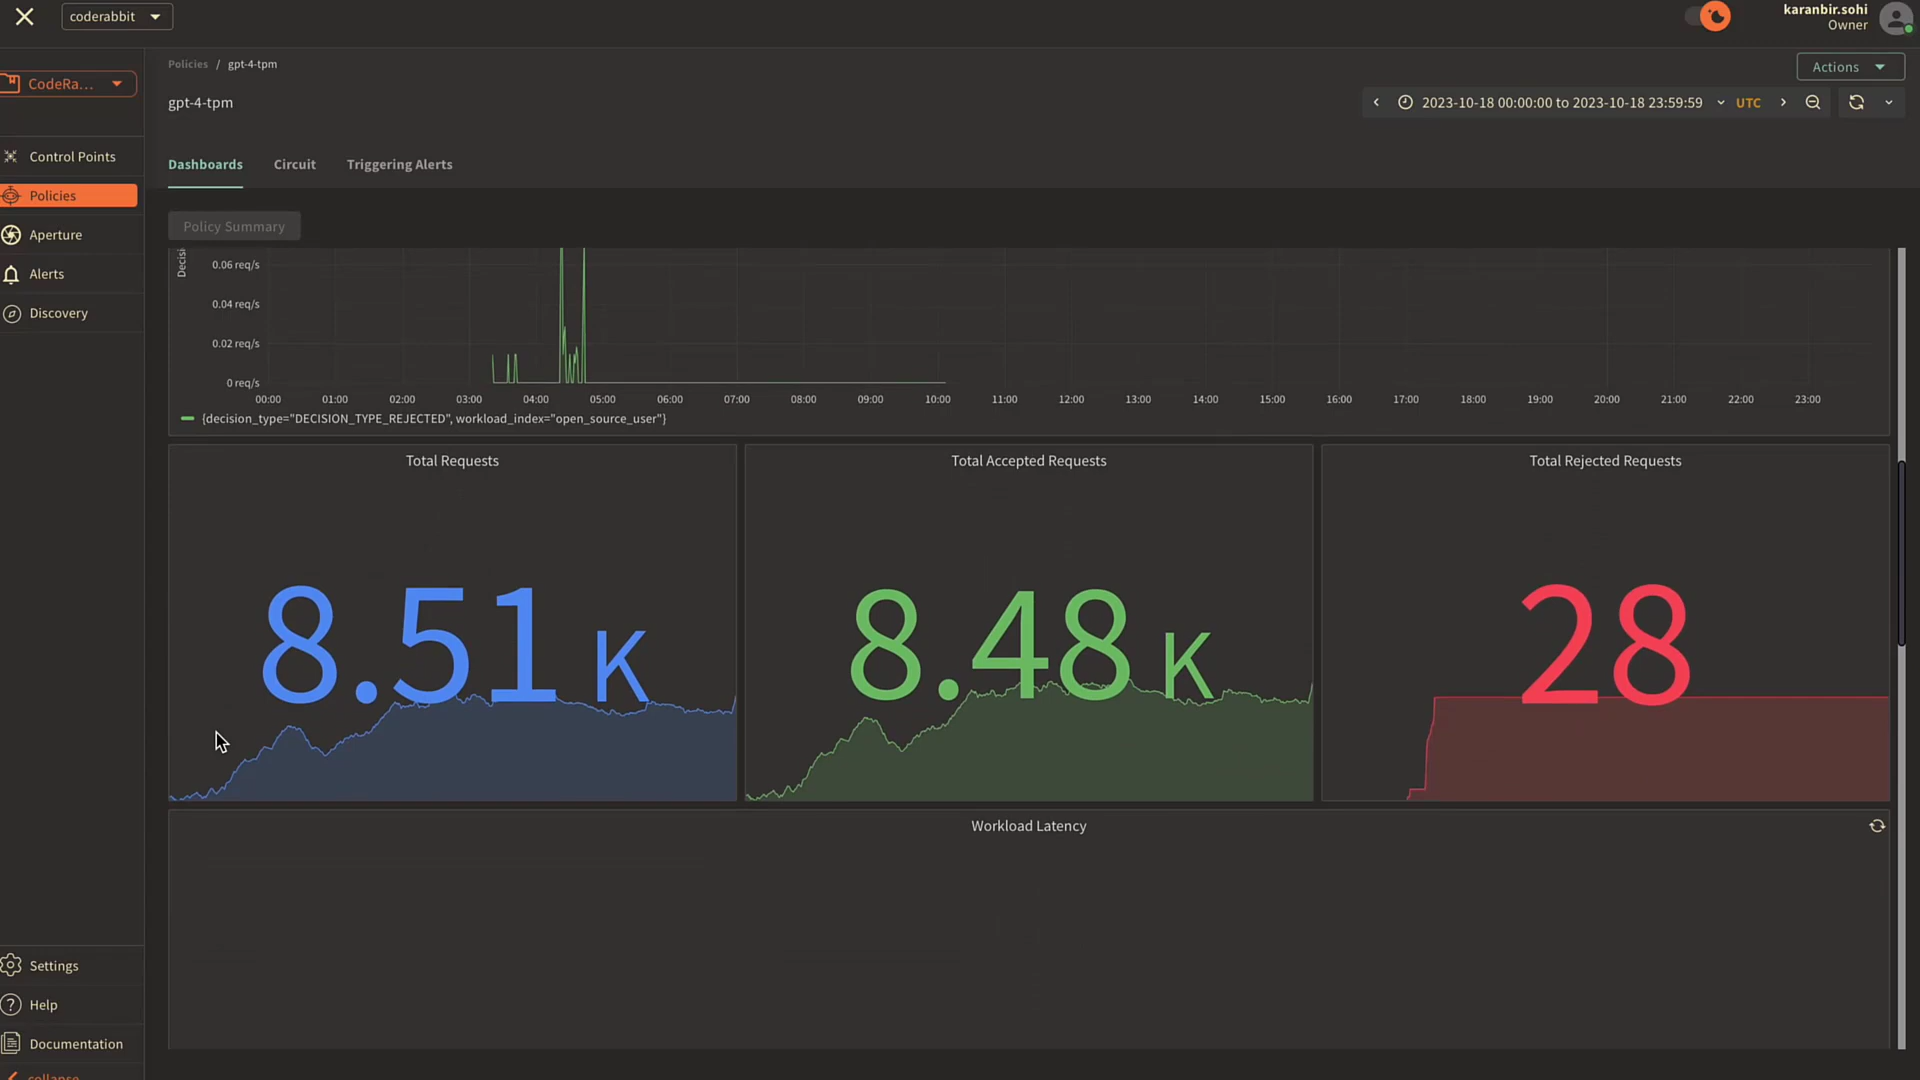 coderabbit
karanbir.sohi
Owner
CodeRa...
Policies / gpt-4-tpm
Actions
gpt-4-tpm
2023-10-18 00:00:00 to 2023-10-18 23:59:59 UTC
Control Points
Policies
Aperture
Alerts
Discovery
Dashboards Circuit Triggering Alerts
Policy Summary
Decisi
0.06 req/s
0.04 req/s
0.02 req/s
0 req/s
00:00 01:00 02:00 03:00 04:00 05:00 06:00 07:00 08:00 09:00 10:00 11:00 12:00 13:00 14:00 15:00 16:00 17:00 18:00 19:00 20:00 21:00 22:00 23:00
{decision_type="DECISION_TYPE_REJECTED", workload_index="open_source_user"}
Total Requests
8.51 K
Total Accepted Requests
8.48 K
Total Rejected Requests
28
Workload Latency
Settings
Help
Documentation
collapse